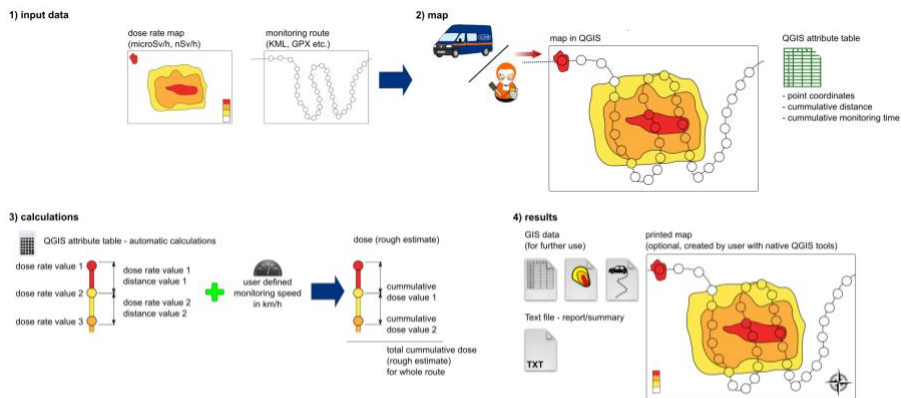 1) input data
dose rate map
(microSv/h, nSv/h)
monitoring route
(KML, GPX etc.)
2) map
map in QGIS
QGIS attribute table
- point coordinates
- cummulative distance
- cummulative monitoring time
3) calculations
QGIS attribute table - automatic calculations
dose rate value 1
dose rate value 2
dose rate value 3
dose rate value 1
distance value 1
dose rate value 2
distance value 2
user defined
monitoring speed
in km/h
dose (rough estimate)
cummulative
dose value 1
cummulative
dose value 2
total cummulative dose
(rough estimate)
for whole route
4) results
GIS data
(for further use)
Text file - report/summary
TXT
printed map
(optional, created by user with native QGIS tools)